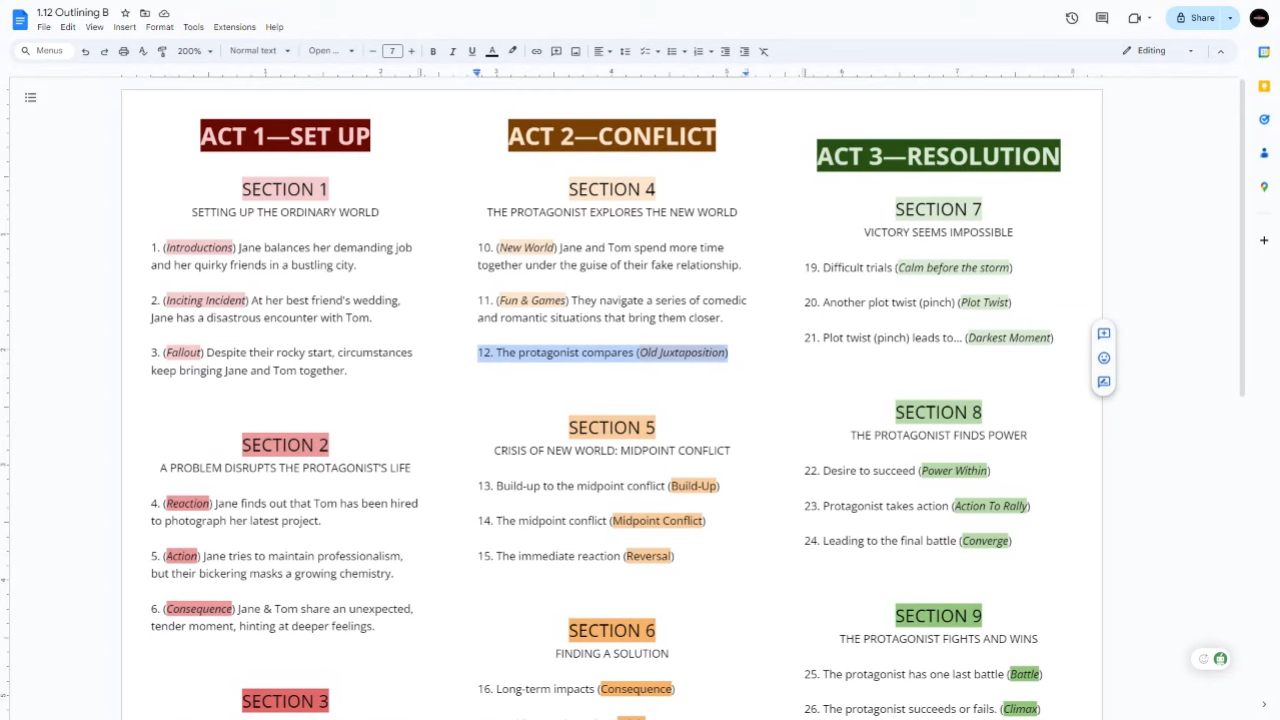 1.12 Outlining B
File Edit View Insert Format Tools Extensions Help
Share
Menus
200%
Normal text
Open ...
7
B I U A
Editing
1 2 3 4 5 6 7 8
ACT 1—SET UP
SECTION 1
SETTING UP THE ORDINARY WORLD
1. (Introductions) Jane balances her demanding job
and her quirky friends in a bustling city.
2. (Inciting Incident) At her best friend's wedding,
Jane has a disastrous encounter with Tom.
3. (Fallout) Despite their rocky start, circumstances
keep bringing Jane and Tom together.
SECTION 2
A PROBLEM DISRUPTS THE PROTAGONIST'S LIFE
4. (Reaction) Jane finds out that Tom has been hired
to photograph her latest project.
5. (Action) Jane tries to maintain professionalism,
but their bickering masks a growing chemistry.
6. (Consequence) Jane & Tom share an unexpected,
tender moment, hinting at deeper feelings.
SECTION 3
ACT 2—CONFLICT
SECTION 4
THE PROTAGONIST EXPLORES THE NEW WORLD
10. (New World) Jane and Tom spend more time
together under the guise of their fake relationship.
11. (Fun & Games) They navigate a series of comedic
and romantic situations that bring them closer.
12. The protagonist compares (Old Juxtaposition)
SECTION 5
CRISIS OF NEW WORLD: MIDPOINT CONFLICT
13. Build-up to the midpoint conflict (Build-Up)
14. The midpoint conflict (Midpoint Conflict)
15. The immediate reaction (Reversal)
SECTION 6
FINDING A SOLUTION
16. Long-term impacts (Consequence)
ACT 3—RESOLUTION
SECTION 7
VICTORY SEEMS IMPOSSIBLE
19. Difficult trials (Calm before the storm)
20. Another plot twist (pinch) (Plot Twist)
21. Plot twist (pinch) leads to... (Darkest Moment)
SECTION 8
THE PROTAGONIST FINDS POWER
22. Desire to succeed (Power Within)
23. Protagonist takes action (Action To Rally)
24. Leading to the final battle (Converge)
SECTION 9
THE PROTAGONIST FIGHTS AND WINS
25. The protagonist has one last battle (Battle)
26. The protagonist succeeds or fails. (Climax)